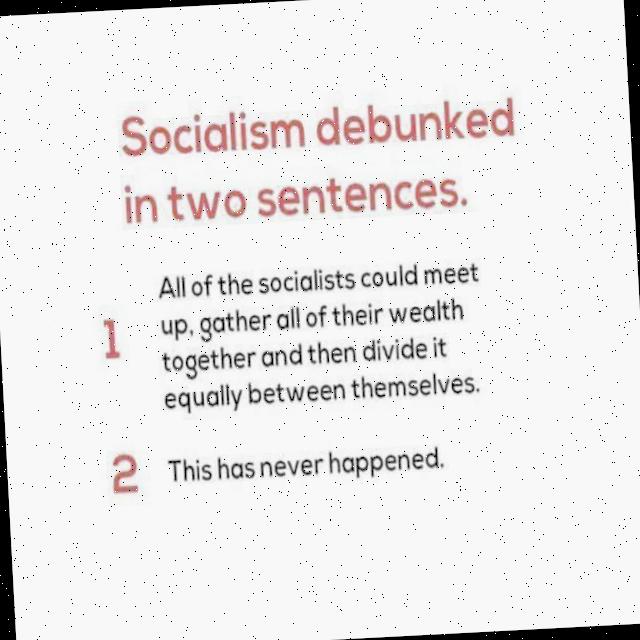 Socialism debunked
in two sentences.
1
All of the socialists could meet
up, gather all of their wealth
together and then divide it
equally between themselves.
2
This has never happened.